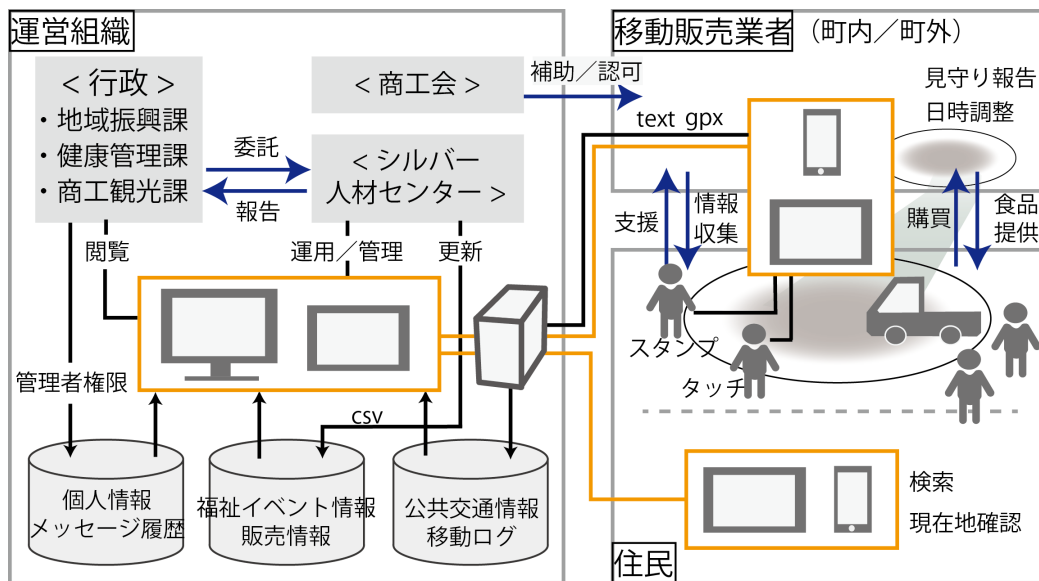 運営組織
＜行政＞
・地域振興課
・健康管理課
・商工観光課
＜商工会＞
補助／認可
委託
報告
＜シルバー
人材センター＞
閲覧
運用／管理
更新
管理者権限
csv
個人情報
メッセージ履歴
福祉イベント情報
販売情報
公共交通情報
移動ログ
移動販売業者（町内／町外）
見守り報告
日時調整
text gpx
支援
情報
収集
購買
食品
提供
スタンプ
タッチ
検索
現在地確認
住民